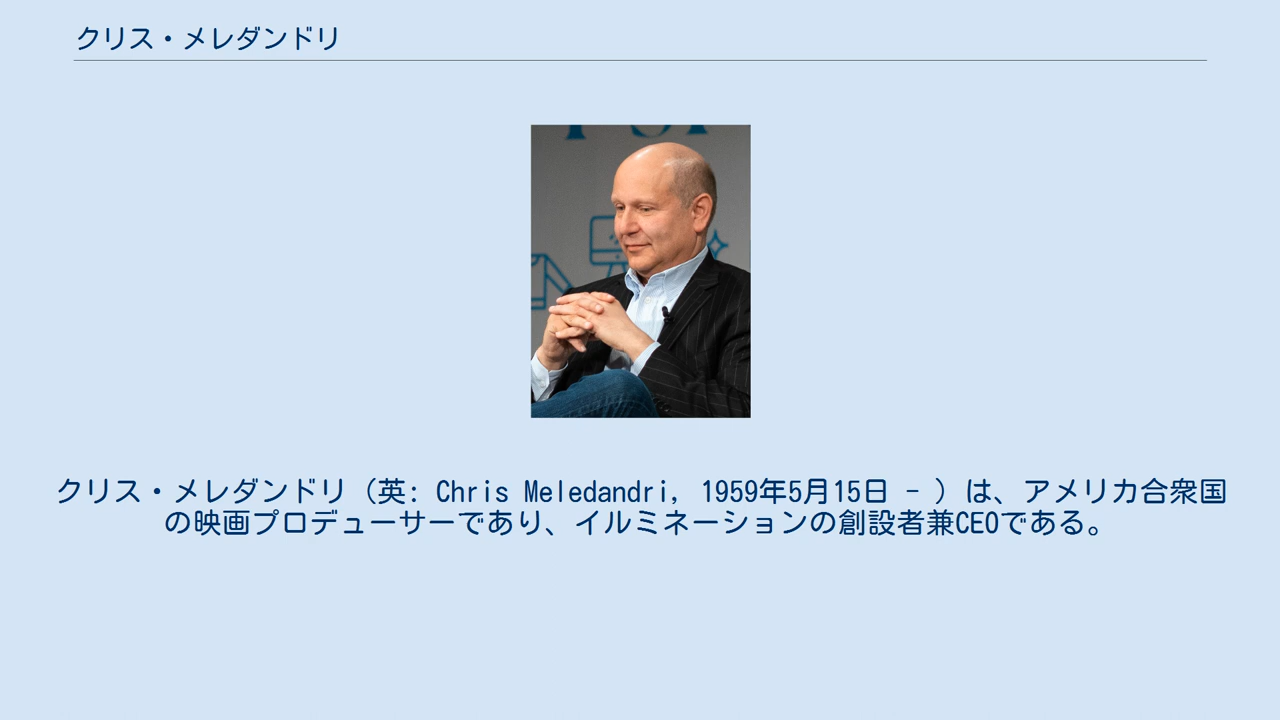 クリス・メレダンドリ
クリス・メレダンドリ（英: Chris Meledandri, 1959年5月15日 - ）は、アメリカ合衆国
の映画プロデューサーであり、イルミネーションの創設者兼CEOである。